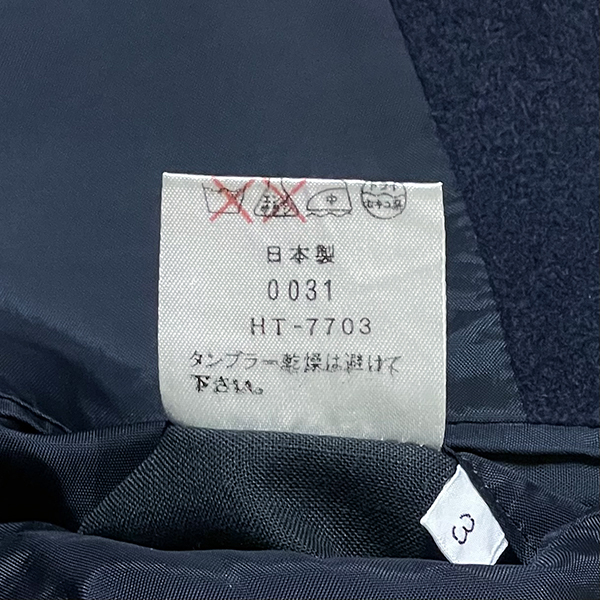 中
ドライ
セキユ系
日本製
0031
HT-7703
タンブラー乾燥は避けて
下さい。
3